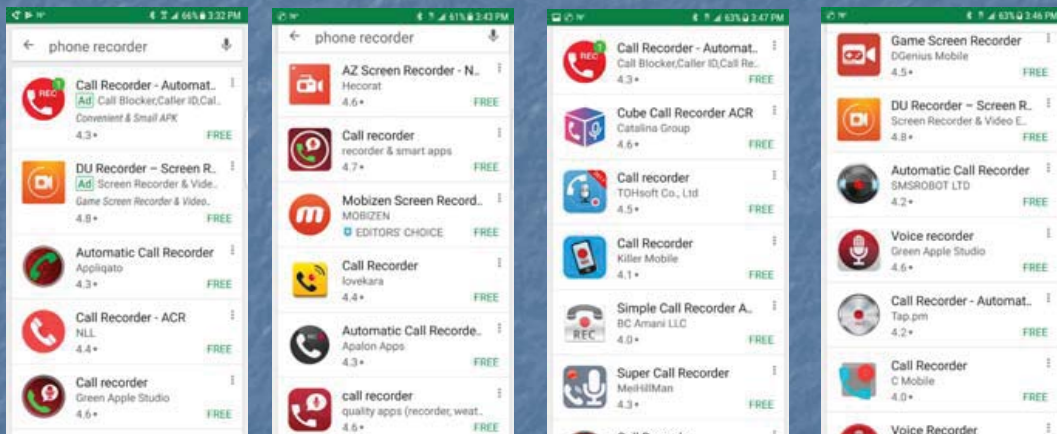 66% 3:32 PM
phone recorder
Call Recorder - Automat..
Ad Call Blocker,Caller ID,Cal..
Convenient & Small APK
4.3
FREE
DU Recorder – Screen R..
Ad Screen Recorder & Vide..
Game Screen Recorder & Video..
4.8
FREE
Automatic Call Recorder
Appliqato
4.3
FREE
Call Recorder - ACR
NLL
4.4
FREE
Call recorder
Green Apple Studio
4.6
FREE
61% 3:43 PM
phone recorder
AZ Screen Recorder - N..
Hecorat
4.6
FREE
Call recorder
recorder & smart apps
4.7
FREE
Mobizen Screen Record..
MOBIZEN
EDITORS' CHOICE
FREE
Call Recorder
lovekara
4.4
FREE
Automatic Call Recorde..
Apalon Apps
4.3
FREE
call recorder
quality apps (recorder, weat..
4.6
FREE
63% 3:47 PM
REC
Call Recorder - Automat..
Call Blocker,Caller ID,Call Re..
4.3
FREE
Cube Call Recorder ACR
Catalina Group
4.6
FREE
Call recorder
TOHsoft Co., Ltd
4.5
FREE
Call Recorder
Killer Mobile
4.1
FREE
REC
Simple Call Recorder A..
BC Amani LLC
4.0
FREE
Super Call Recorder
MeiHillMan
4.3
FREE
63% 3:46 PM
Game Screen Recorder
DGenius Mobile
4.5
FREE
DU Recorder – Screen R..
Screen Recorder & Video E..
4.8
FREE
Automatic Call Recorder
SMSROBOT LTD
4.2
FREE
Voice recorder
Green Apple Studio
4.6
FREE
Call Recorder - Automat..
Tap.pm
4.2
FREE
Call Recorder
C Mobile
4.0
FREE
Voice Recorder